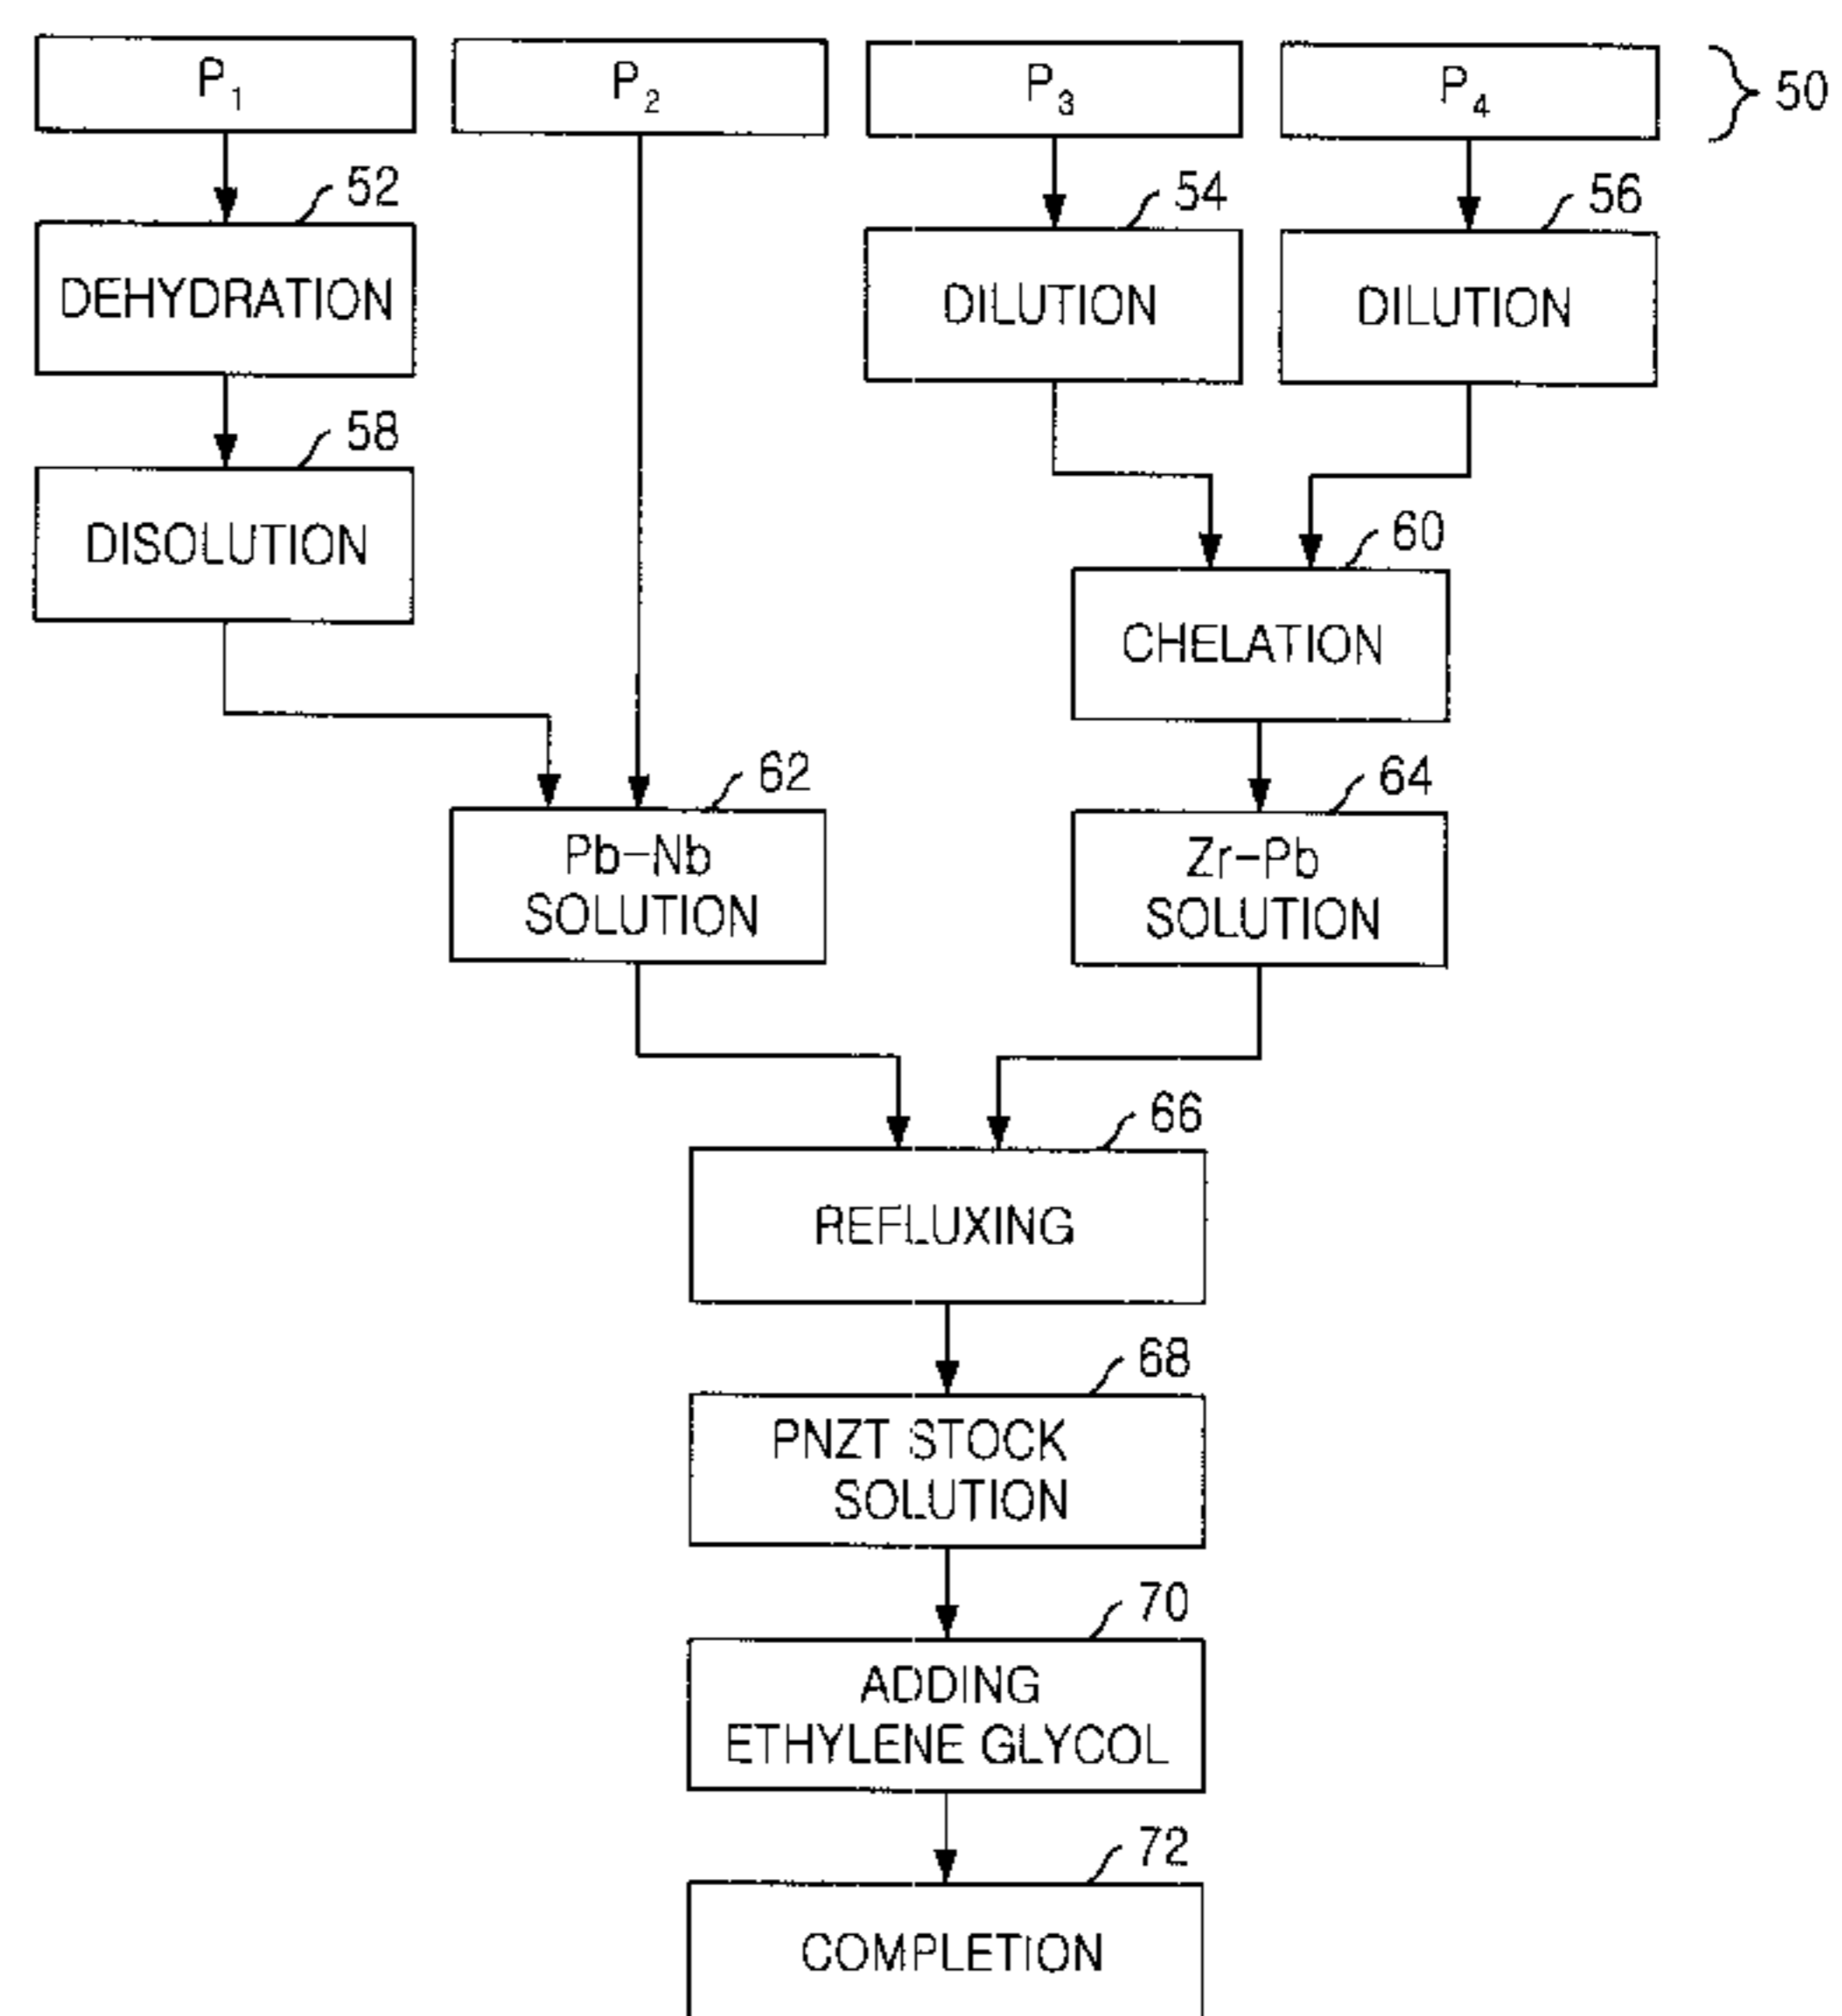 P1
P2
P3
P4
50
52
54
56
DEHYDRATION
DILUTION
DILUTION
58
DISOLUTION
60
CHELATION
62
64
Pb-Nb
SOLUTION
Zr-Pb
SOLUTION
66
REFLUXING
68
PNZT STOCK
SOLUTION
70
ADDING
ETHYLENE GLYCOL
72
COMPLETION